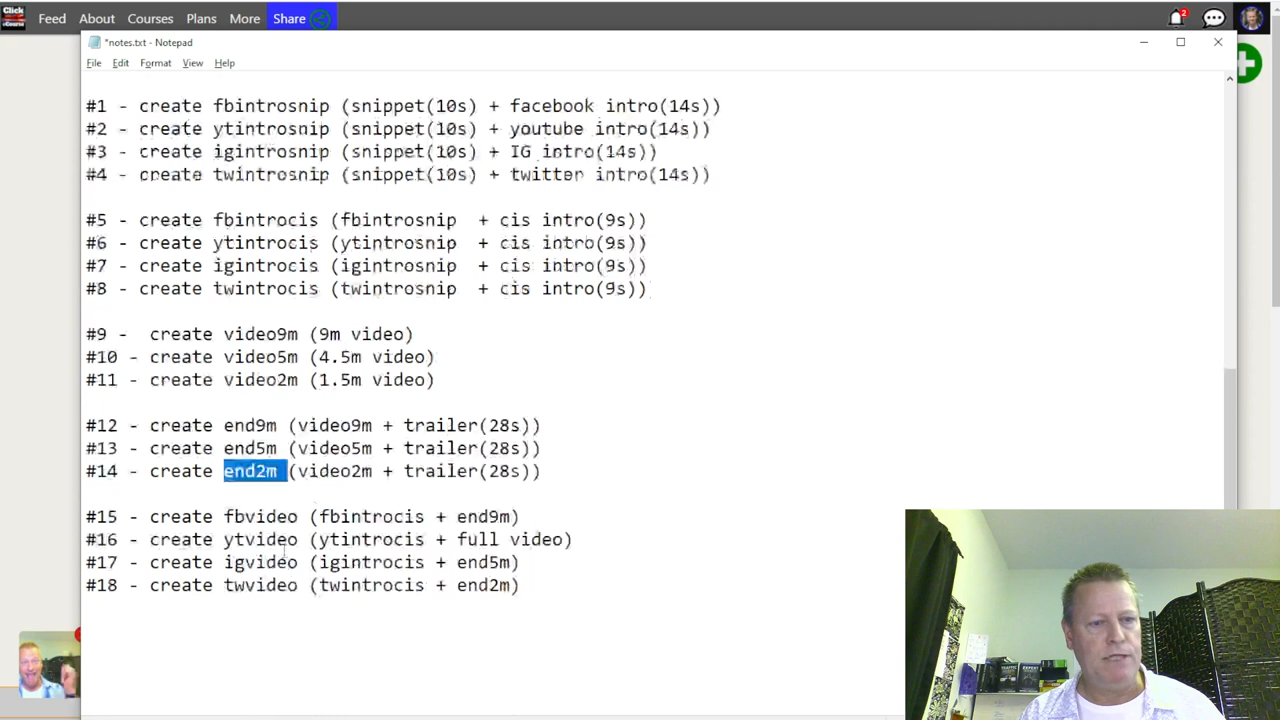 Click
Feed About Courses Plans More Share
2
*notes.txt - Notepad
File Edit Format View Help
#1 - create fbintrosnip (snippet(10s) + facebook intro(14s))
#2 - create ytintrosnip (snippet(10s) + youtube intro(14s))
#3 - create igintrosnip (snippet(10s) + IG intro(14s))
#4 - create twintrosnip (snippet(10s) + twitter intro(14s))
#5 - create fbintrocis (fbintrosnip + cis intro(9s))
#6 - create ytintrocis (ytintrosnip + cis intro(9s))
#7 - create igintrocis (igintrosnip + cis intro(9s))
#8 - create twintrocis (twintrosnip + cis intro(9s))
#9 - create video9m (9m video)
#10 - create video5m (4.5m video)
#11 - create video2m (1.5m video)
#12 - create end9m (video9m + trailer(28s))
#13 - create end5m (video5m + trailer(28s))
#14 - create end2m (video2m + trailer(28s))
#15 - create fbvideo (fbintrocis + end9m)
#16 - create ytvideo (ytintrocis + full video)
#17 - create igvideo (igintrocis + end5m)
#18 - create twvideo (twintrocis + end2m)